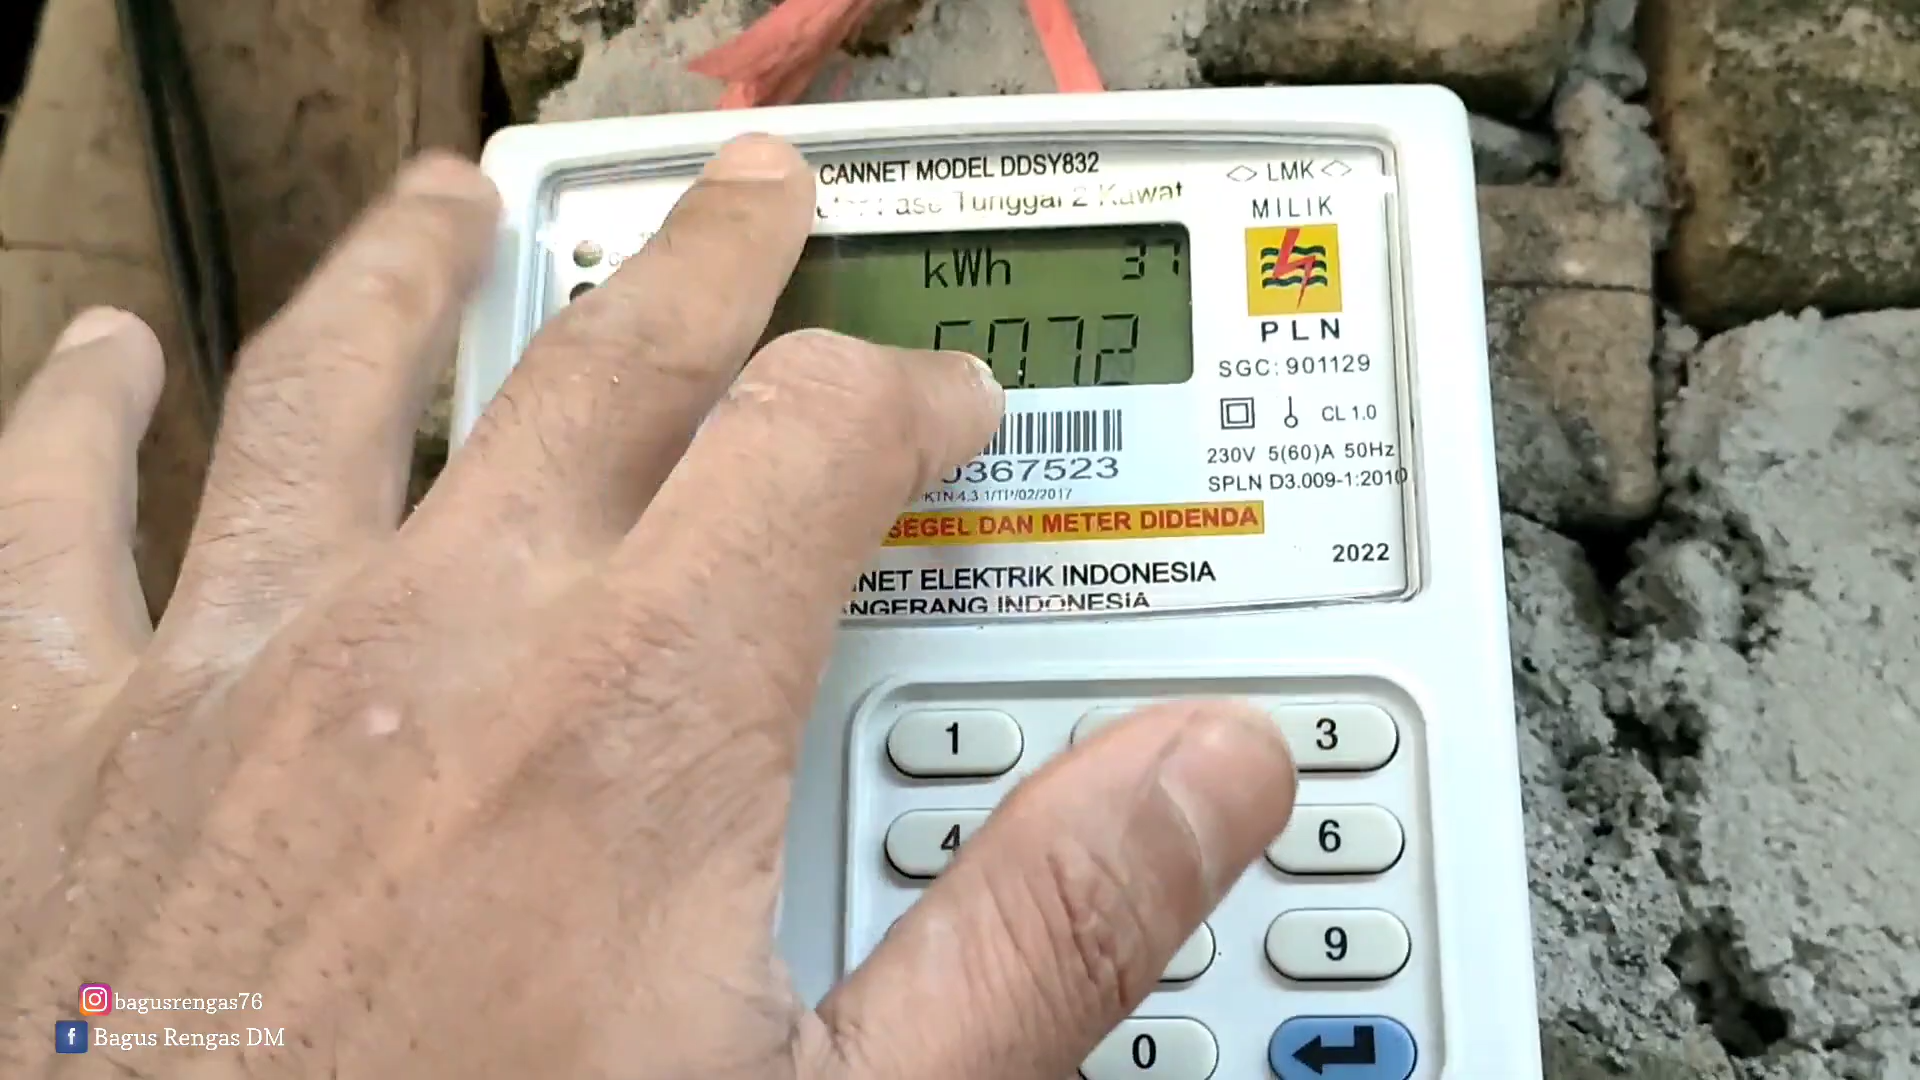 CANNET MODEL DDSY832
Tunggal 2 Kawat
LMK
MILIK
kWh 37
PLN
SGC: 901129
CL 1.0
230V 5(60)A 50Hz
SPLN D3.009-1:2010
0367523
SEGEL DAN METER DIDENDA
2022
ELEKTRIK INDONESIA
INDONESIA
1
3
4
6
9
0
bagusrengas76
f Bagus Rengas DM